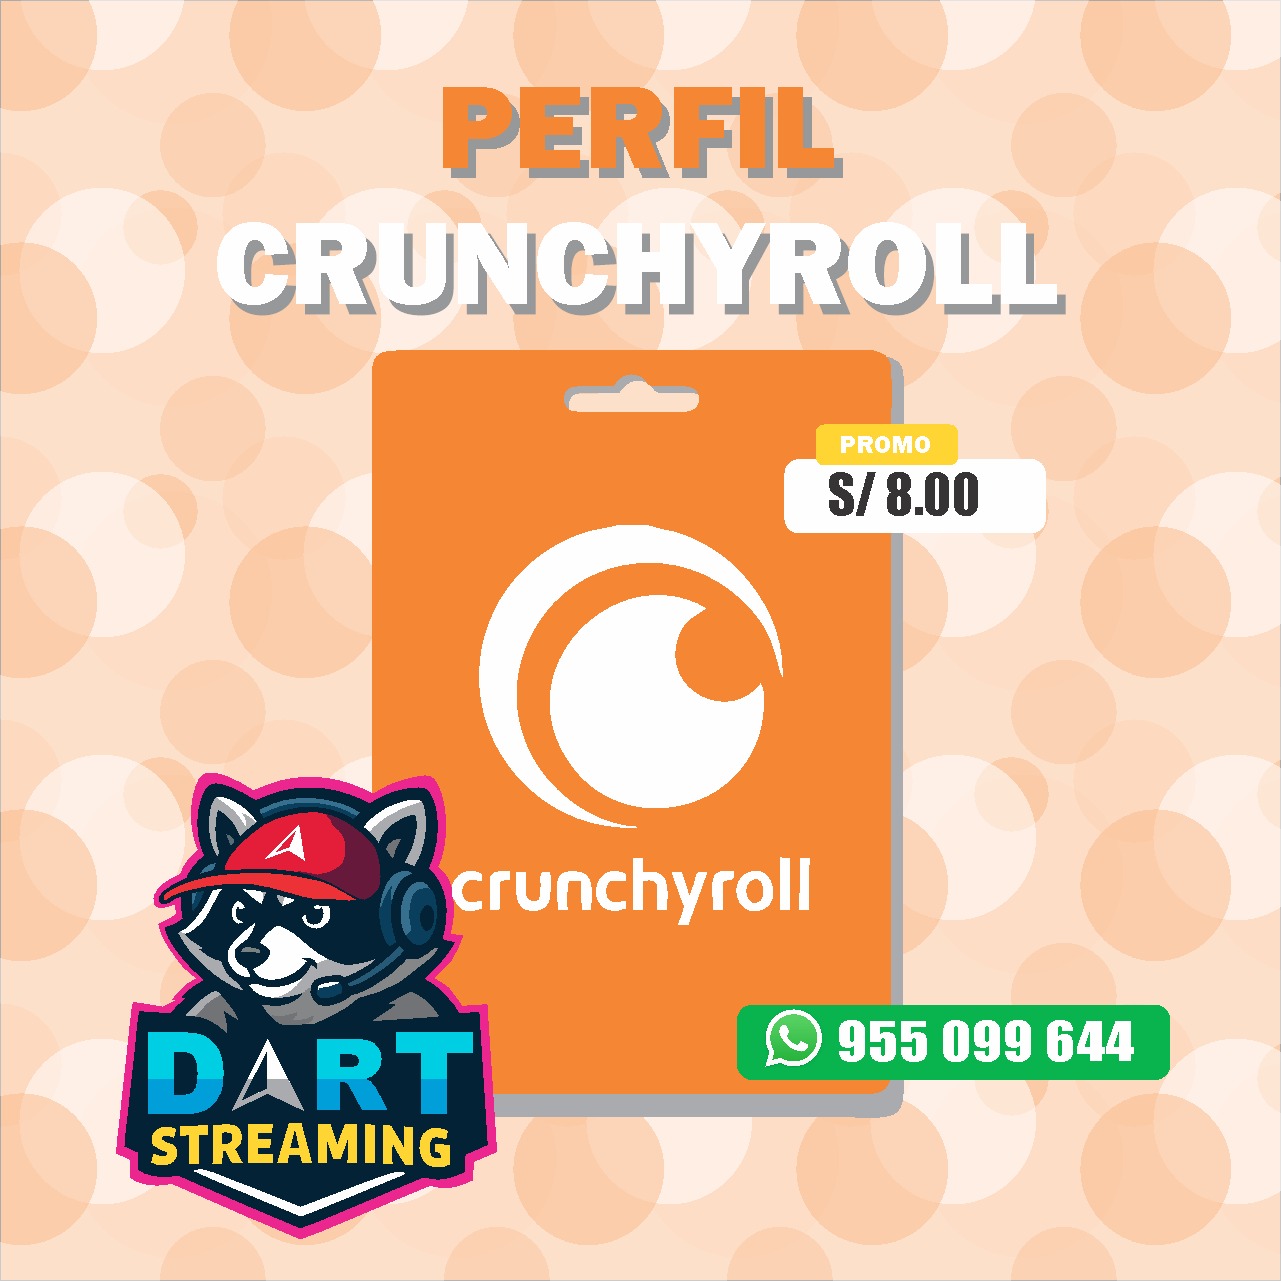 PERFIL
CRUNCHYROLL
PROMO
S/ 8.00
crunchyroll
955 099 644
DART
STREAMING